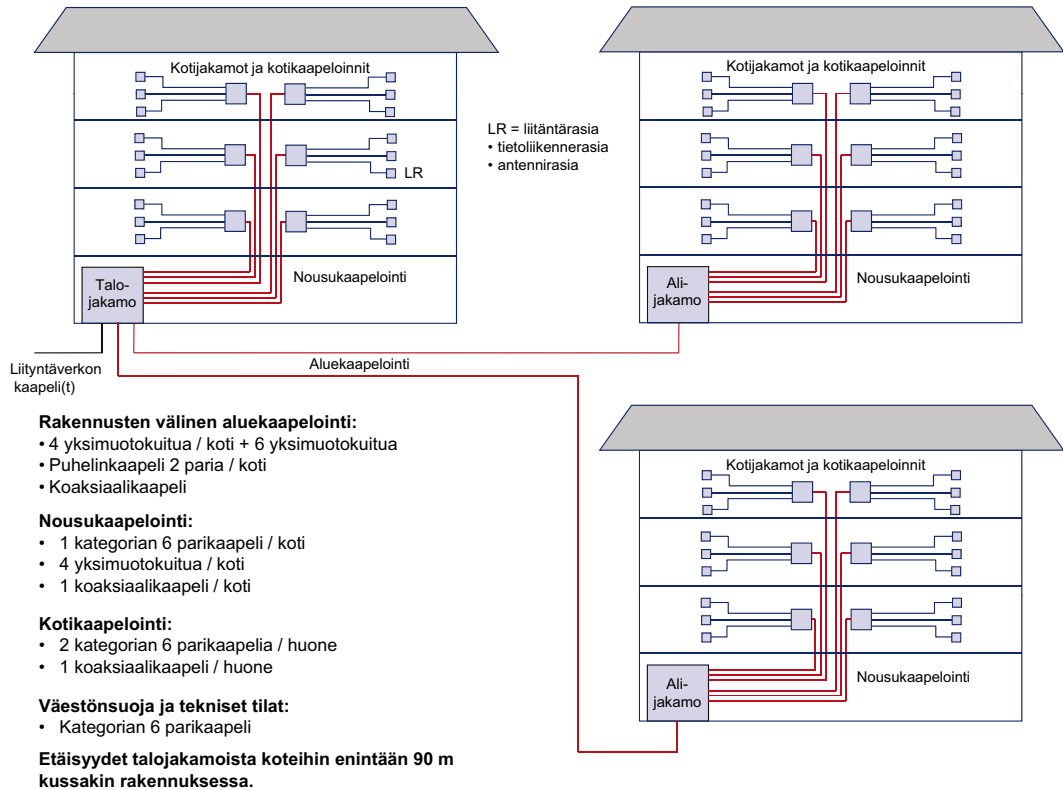 Kotijakamot ja kotikaapeloinnit
LR
Talo-
jakamo
Nousukaapelointi
LR = liitäntärasia
• tietoliikennerasia
• antennirasia
Kotijakamot ja kotikaapeloinnit
Ali-
jakamo
Nousukaapelointi
Liityntäverkon
kaapeli(t)
Aluekaapelointi
Rakennusten välinen aluekaapelointi:
• 4 yksimuotokuitua / koti + 6 yksimuotokuitua
• Puhelinkaapeli 2 paria / koti
• Koaksiaalikaapeli
Nousukaapelointi:
• 1 kategorian 6 parikaapeli / koti
• 4 yksimuotokuitua / koti
• 1 koaksiaalikaapeli / koti
Kotikaapelointi:
• 2 kategorian 6 parikaapelia / huone
• 1 koaksiaalikaapeli / huone
Väestönsuoja ja tekniset tilat:
• Kategorian 6 parikaapeli
Etäisyydet talojakamoista koteihin enintään 90 m
kussakin rakennuksessa.
Kotijakamot ja kotikaapeloinnit
Ali-
jakamo
Nousukaapelointi